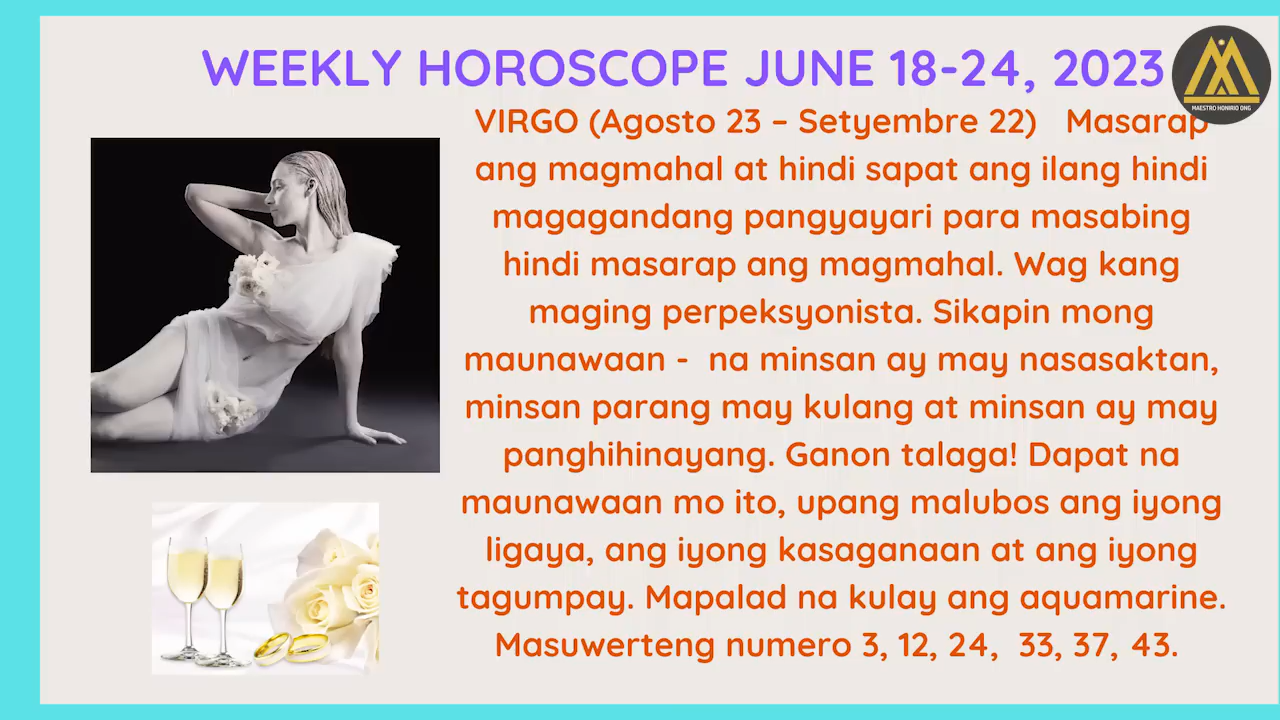 WEEKLY HOROSCOPE JUNE 18-24, 2023
MAESTRO HONIRIO ONG
VIRGO (Agosto 23 – Setyembre 22)   Masarap
ang magmahal at hindi sapat ang ilang hindi
magagandang pangyayari para masabing
hindi masarap ang magmahal. Wag kang
maging perpeksyonista. Sikapin mong
maunawaan -  na minsan ay may nasasaktan,
minsan parang may kulang at minsan ay may
panghihinayang. Ganon talaga! Dapat na
maunawaan mo ito, upang malubos ang iyong
ligaya, ang iyong kasaganaan at ang iyong
tagumpay. Mapalad na kulay ang aquamarine.
Masuwerteng numero 3, 12, 24,  33, 37, 43.